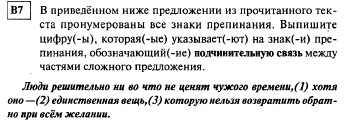 В7 В приведённом ниже предложении из прочитанного тек-
ста пронумерованы все знаки препинания. Выпишите
цифру(-ы), которая(-ые) указывает(-ют) на знак(-и) пре-
пинания, обозначающий(-ие) подчинительную связь между
частями сложного предложения.
Люди решительно ни во что не ценят чужого времени,(1) хотя
оно —(2) единственная вещь,(3) которую нельзя возвратить обрат-
но при всём желании.